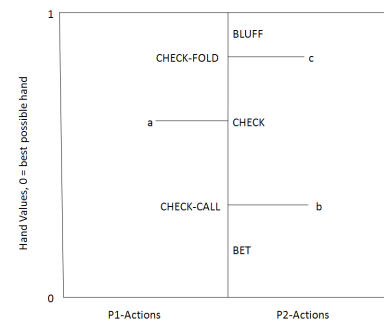 1
BLUFF
CHECK-FOLD
c
a
CHECK
CHECK-CALL
b
BET
0
Hand Values, 0 = best possible hand
P1-Actions
P2-Actions